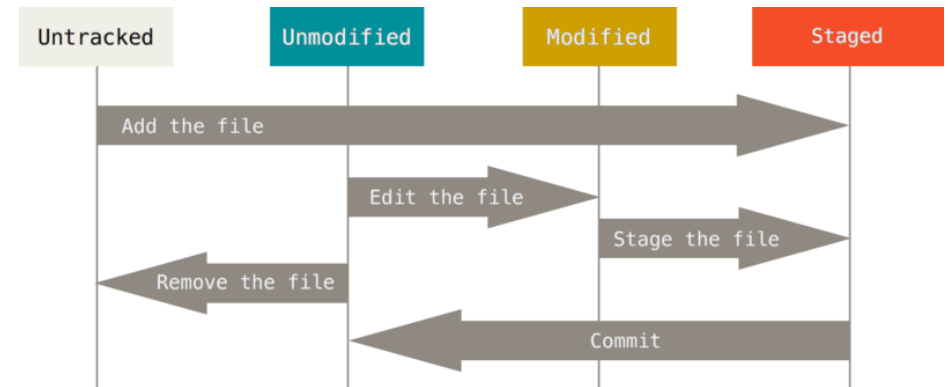 Untracked
Unmodified
Modified
Staged
Add the file
Edit the file
Stage the file
Remove the file
Commit